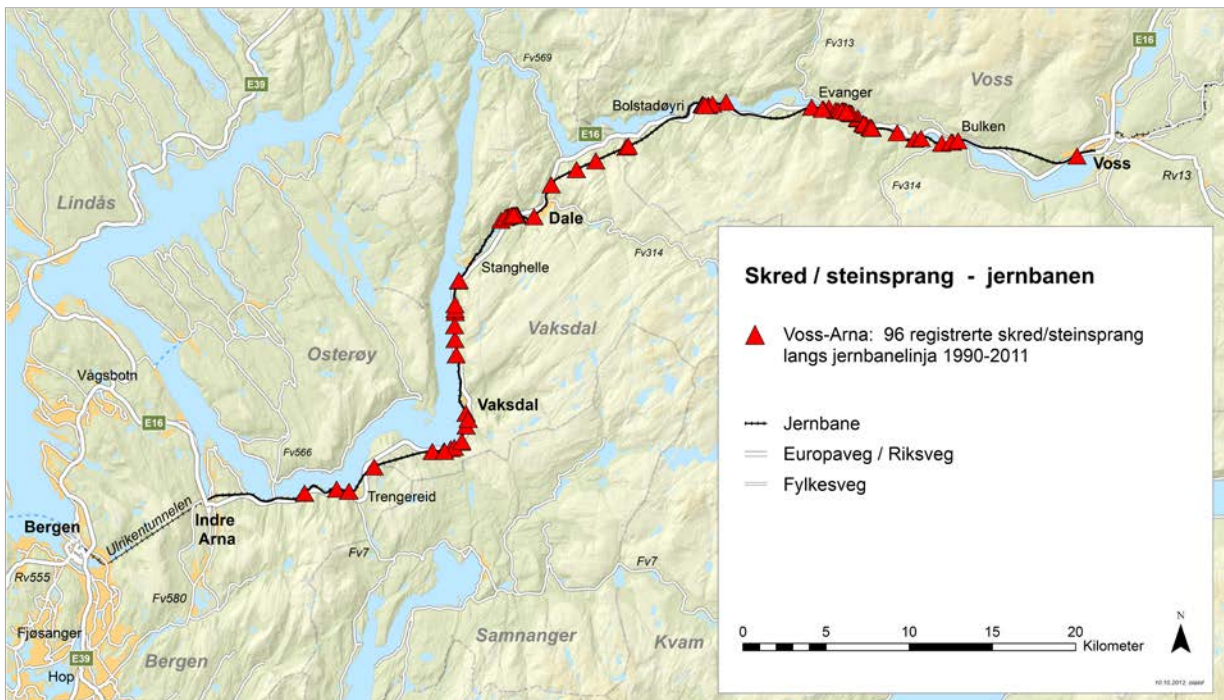 Fv313
E16
Fv569
Voss
E39
Evanger
Bolstadøyri
E16
Bulken
Voss
Rv13
Fv314
Lindås
Dale
Fv314
Stanghelle
Vaksdal
Osterøy
Vågsbotn
Vaksdal
E16
Fv566
Trengereid
Ulrikentunnelen
Bergen
Indre
Arna
Fv7
Fv7
Rv555
Fv580
Fjøsanger
Samnanger
Kvam
E39
Bergen
Hop
Skred / steinsprang - jernbanen
Voss-Arna: 96 registrerte skred/steinsprang
langs jernbanelinja 1990-2011
Jernbane
Europaveg / Riksveg
Fylkesveg
N
0 5 10 15 20
Kilometer